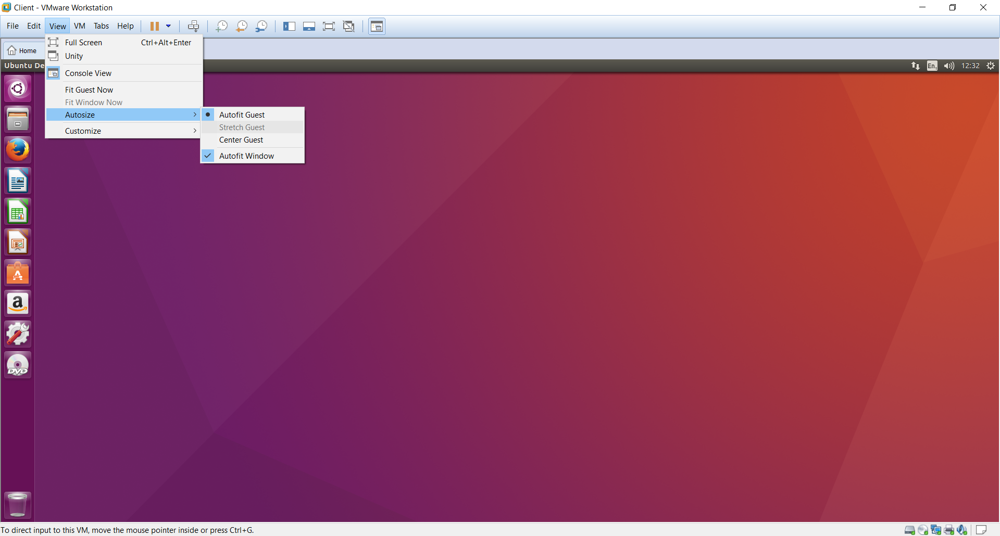 Client - VMware Workstation
File Edit View VM Tabs Help
Full Screen Ctrl+Alt+Enter
Home
Unity
Ubuntu De
En1 12:32
Console View
Fit Guest Now
Fit Window Now
Autosize
Autofit Guest
Stretch Guest
Customize
Center Guest
Autofit Window
A
a
DVD
To direct input to this VM, move the mouse pointer inside or press Ctrl+G.